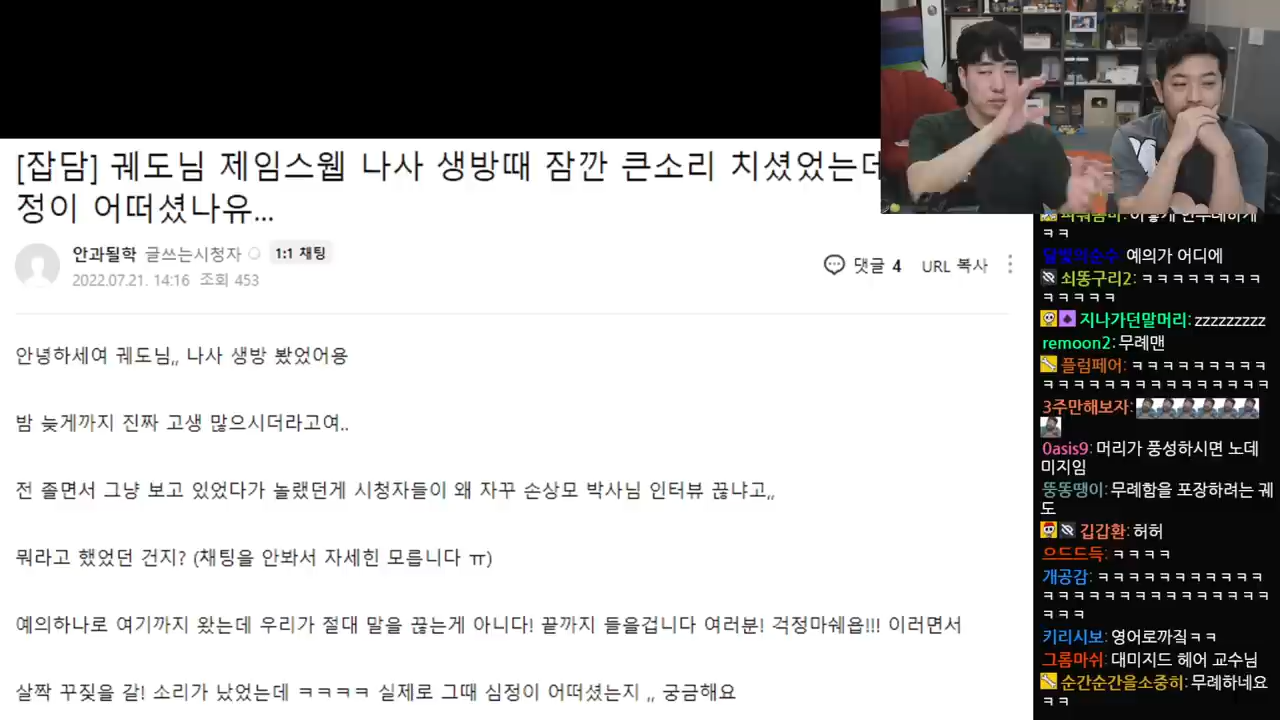 [잡담] 궤도님 제임스웹 나사 생방때 잠깐 큰소리 치셨었는데
정이 어떠셨나유...
안과될학 글쓰는시청자 1:1 채팅
2022.07.21. 14:16 조회 453
댓글 4 URL 복사
안녕하세여 궤도님,, 나사 생방 봤었어용
밤 늦게까지 진짜 고생 많으시더라고여..
전 졸면서 그냥 보고 있었다가 놀랬던게 시청자들이 왜 자꾸 손상모 박사님 인터뷰 끊냐고,,
뭐라고 했었던 건지? (채팅을 안봐서 자세힌 모릅니다 ㅠ)
예의하나로 여기까지 왔는데 우리가 절대 말을 끊는게 아니다! 끝까지 들을겁니다 여러분! 걱정마쉐욥!!! 이러면서
살짝 꾸짖을 갈! 소리가 났었는데 ㅋㅋㅋㅋ 실제로 그때 심정이 어떠셨는지 ,, 궁금해요
ㅋㅋ
예의가 어디에
쇠똥구리2: ㅋㅋㅋㅋㅋㅋㅋㅋ
ㅋㅋㅋㅋㅋ
지나가던말머리: zzzzzzzzz
remoon2: 무례맨
플럼페어: ㅋㅋㅋㅋㅋㅋㅋㅋㅋ
ㅋㅋㅋㅋㅋㅋㅋㅋㅋㅋㅋㅋㅋㅋㅋ
3주만해보자:
0asis9: 머리가 풍성하시면 노데
미지임
뚱뚱땡이: 무례함을 포장하려는 궤
도
김갑환: 허허
으드드득: ㅋㅋㅋㅋ
개공감: ㅋㅋㅋㅋㅋㅋㅋㅋㅋㅋㅋ
ㅋㅋㅋㅋㅋㅋㅋㅋㅋㅋㅋㅋㅋㅋㅋ
ㅋㅋㅋ
키리시보: 영어로까짘ㅋㅋ
그롬마쉬: 대미지드 헤어 교수님
순간순간을소중히: 무례하네요
ㅋㅋ